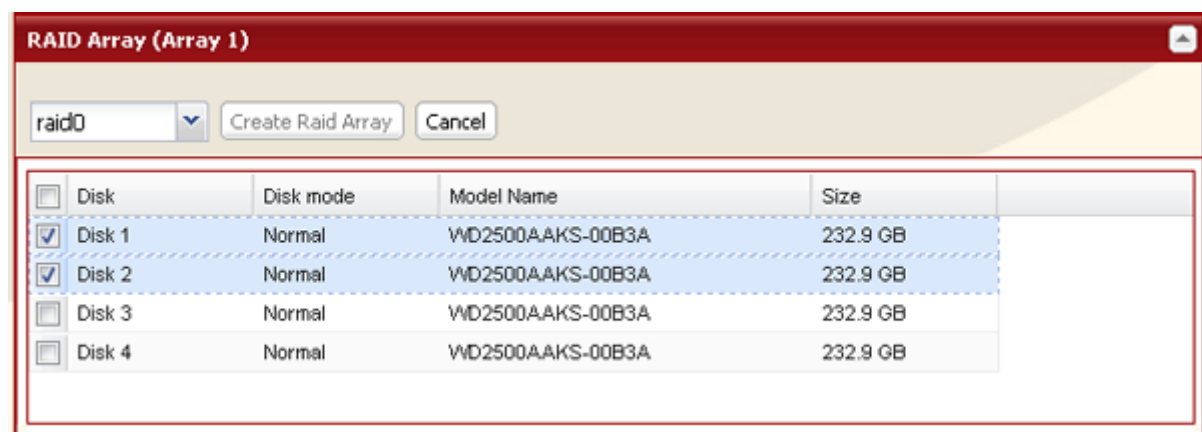 RAID Array (Array 1)
raid0 Create Raid Array Cancel
Disk Disk mode Model Name Size
Disk 1 Normal WD2500AAKS-00B3A 232.9 GB
Disk 2 Normal WD2500AAKS-00B3A 232.9 GB
Disk 3 Normal WD2500AAKS-00B3A 232.9 GB
Disk 4 Normal WD2500AAKS-00B3A 232.9 GB